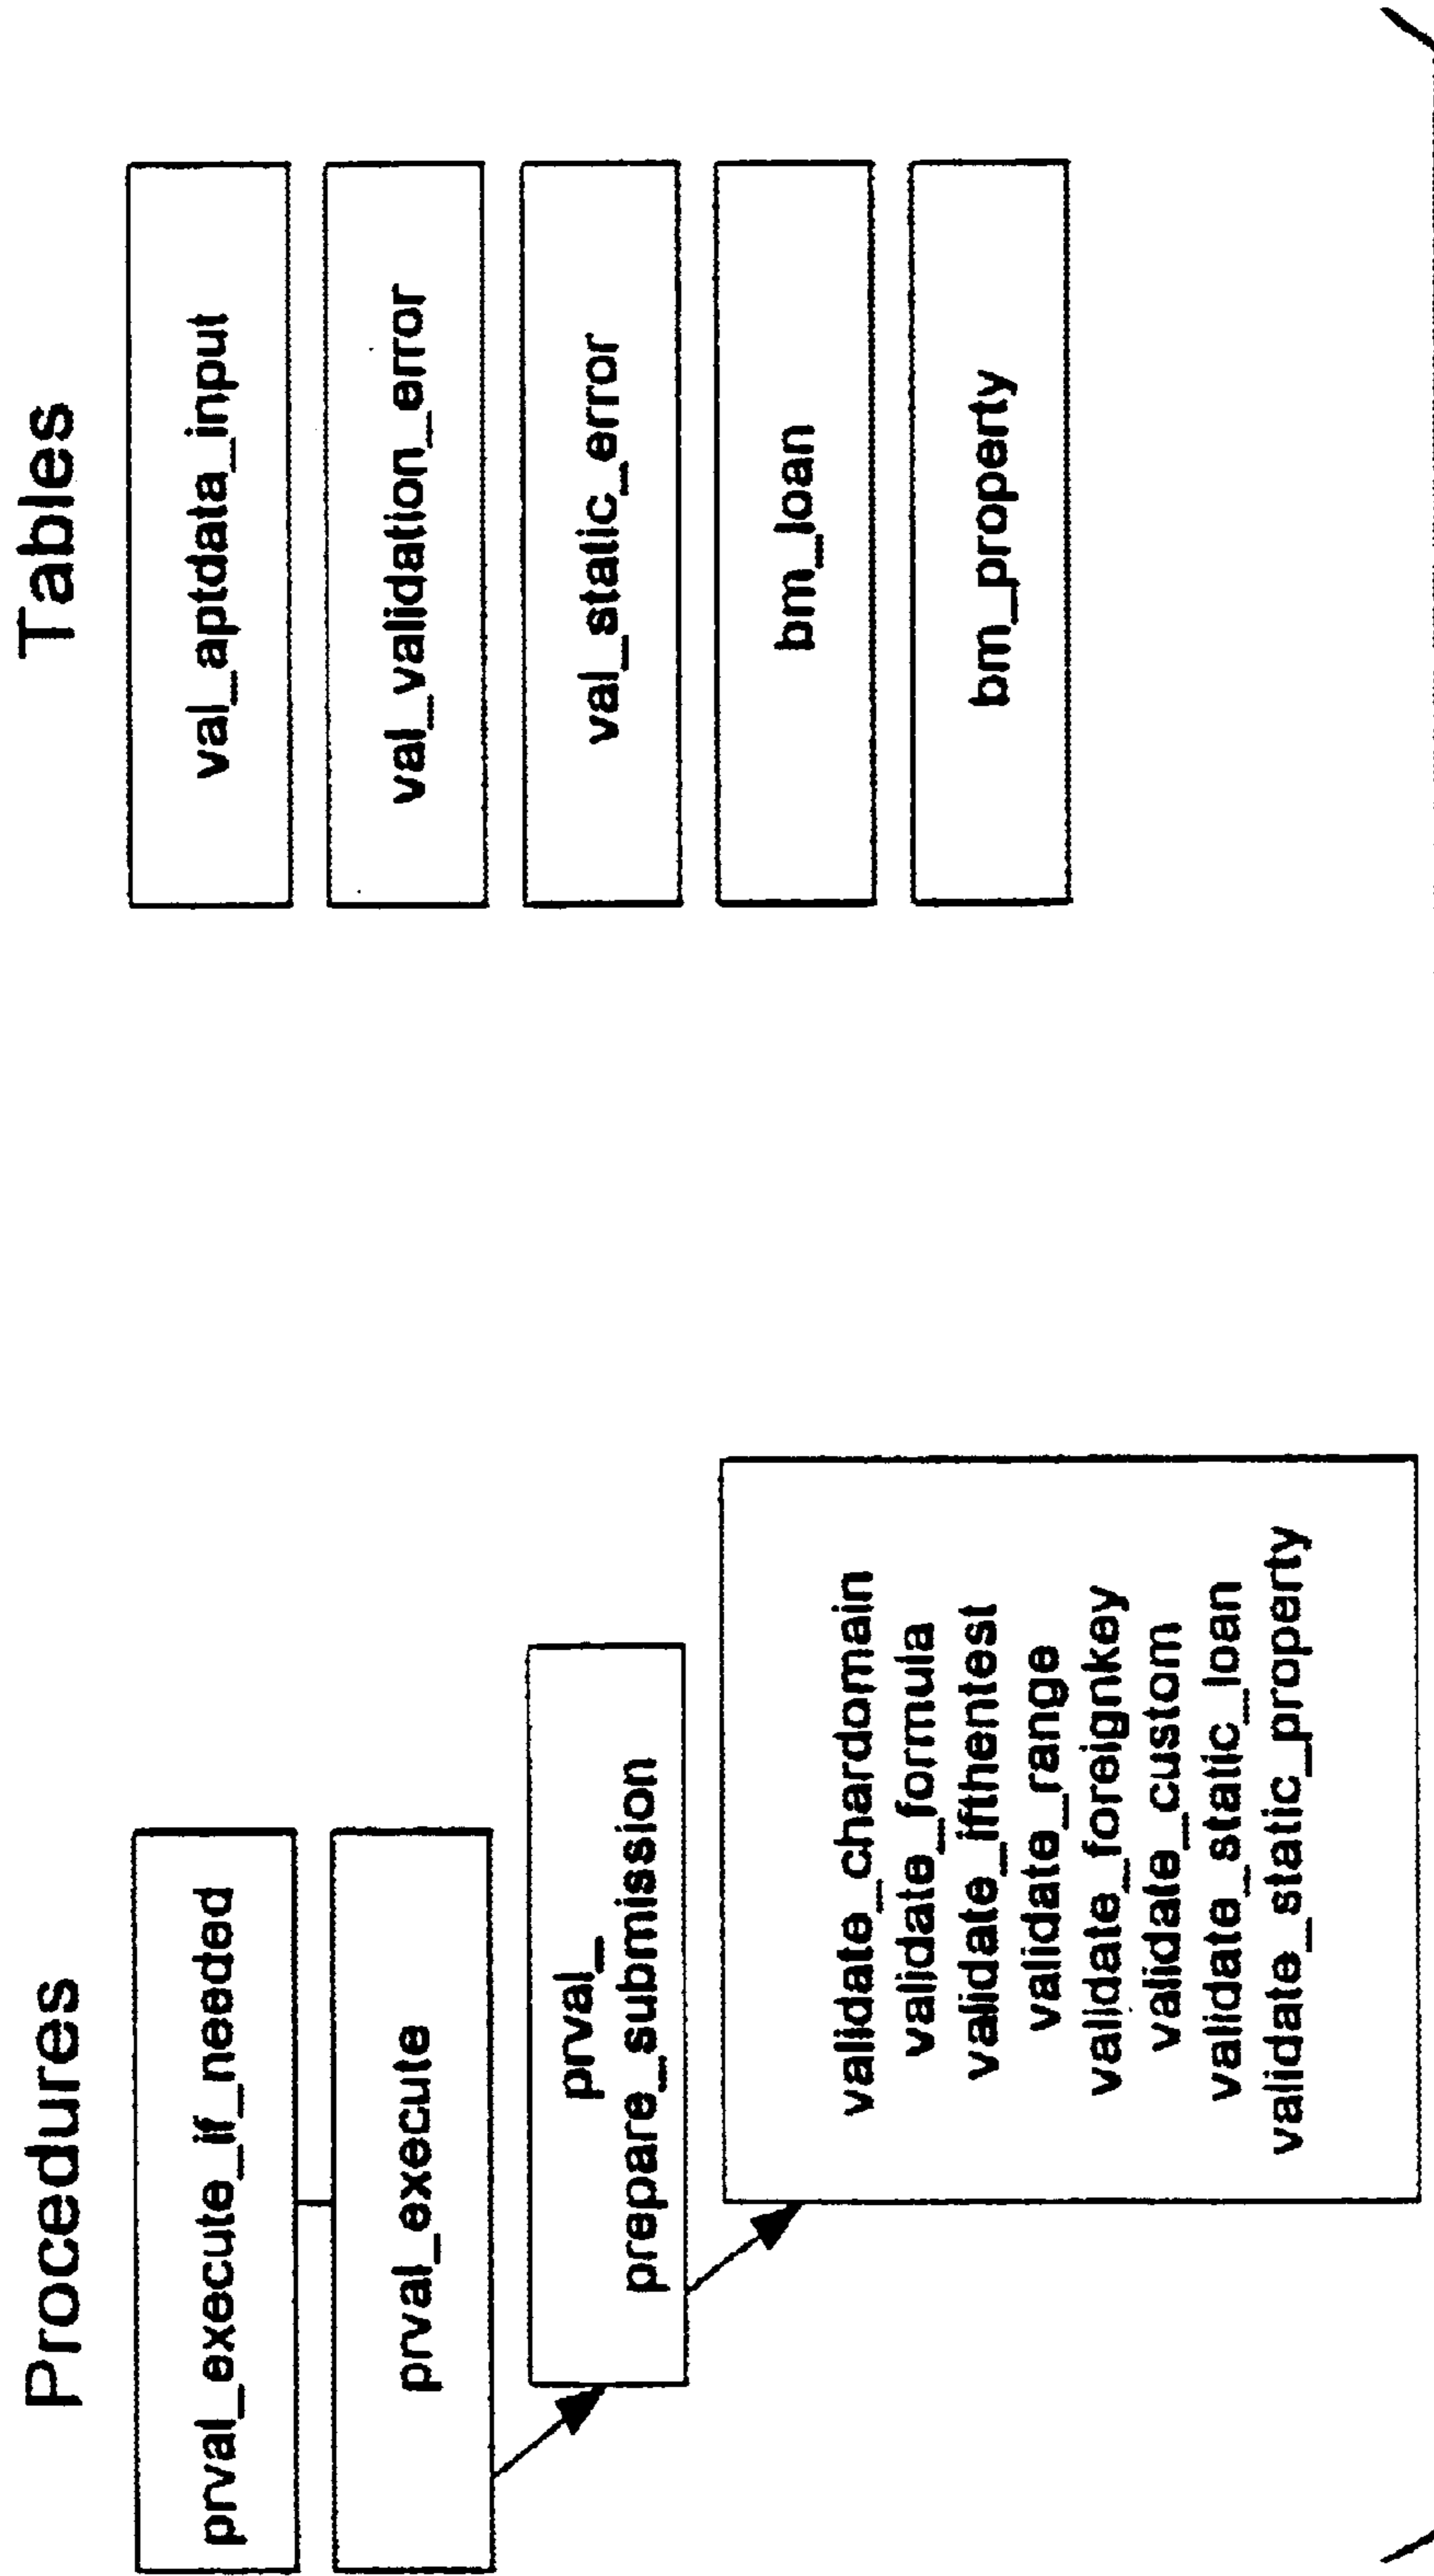 Procedures
prval_execute_if_needed
prval_execute
prval_
prepare_submission
validate_chardomain
validate_formula
validate_ifthentest
validate_range
validate_foreignkey
validate_custom
validate_static_loan
validate_static_property
Tables
val_aptdata_input
val_validation_error
val_static_error
bm_loan
bm_property